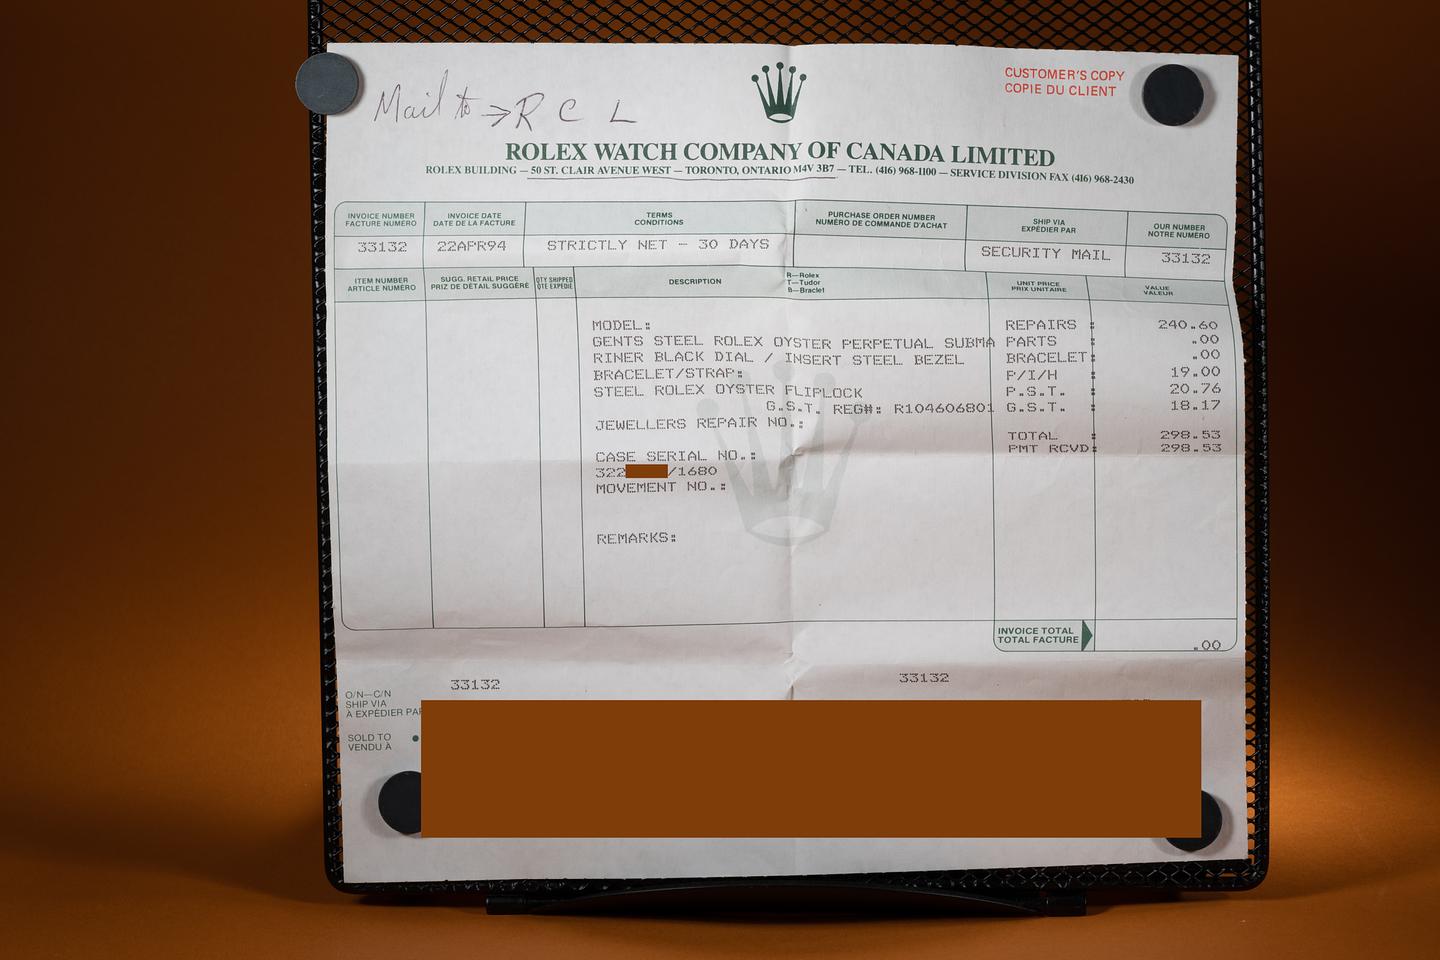 Mail to → R C L
CUSTOMER'S COPY
COPIE DU CLIENT
ROLEX WATCH COMPANY OF CANADA LIMITED
ROLEX BUILDING — 50 ST. CLAIR AVENUE WEST — TORONTO, ONTARIO M4V 3B7 — TEL. (416) 968-1100 — SERVICE DIVISION FAX (416) 968-2430
INVOICE NUMBER INVOICE DATE TERMS PURCHASE ORDER NUMBER SHIP VIA OUR NUMBER
FACTURE NUMÉRO DATE DE LA FACTURE CONDITIONS NUMÉRO DE COMMANDE D'ACHAT EXPÉDIER PAR NOTRE NUMÉRO
33132 22APR94 STRICTLY NET - 30 DAYS SECURITY MAIL 33132
ITEM NUMBER SUGG. RETAIL PRICE QTY SHIPPED DESCRIPTION R—Rolex UNIT PRICE VALUE
ARTICLE NUMÉRO PRIZ DE DÉTAIL SUGGÉRÉ QTE EXPEDIÉ T—Tudor PRIX UNITAIRE VALEUR
B—Braclet
MODEL: REPAIRS : 240.60
GENTS STEEL ROLEX OYSTER PERPETUAL SUBMA PARTS : .00
RINER BLACK DIAL / INSERT STEEL BEZEL BRACELET: .00
BRACELET/STRAP: P/I/H : 19.00
STEEL ROLEX OYSTER FLIPLOCK P.S.T. : 20.76
G.S.T. REG#: R104606801 G.S.T. : 18.17
JEWELLERS REPAIR NO.:
TOTAL : 298.53
PMT RCVD: 298.53
CASE SERIAL NO.:
322 /1680
MOVEMENT NO.:
REMARKS:
INVOICE TOTAL
TOTAL FACTURE .00
33132 33132
O/N—C/N
SHIP VIA
À EXPÉDIER PAR
SOLD TO
VENDU À